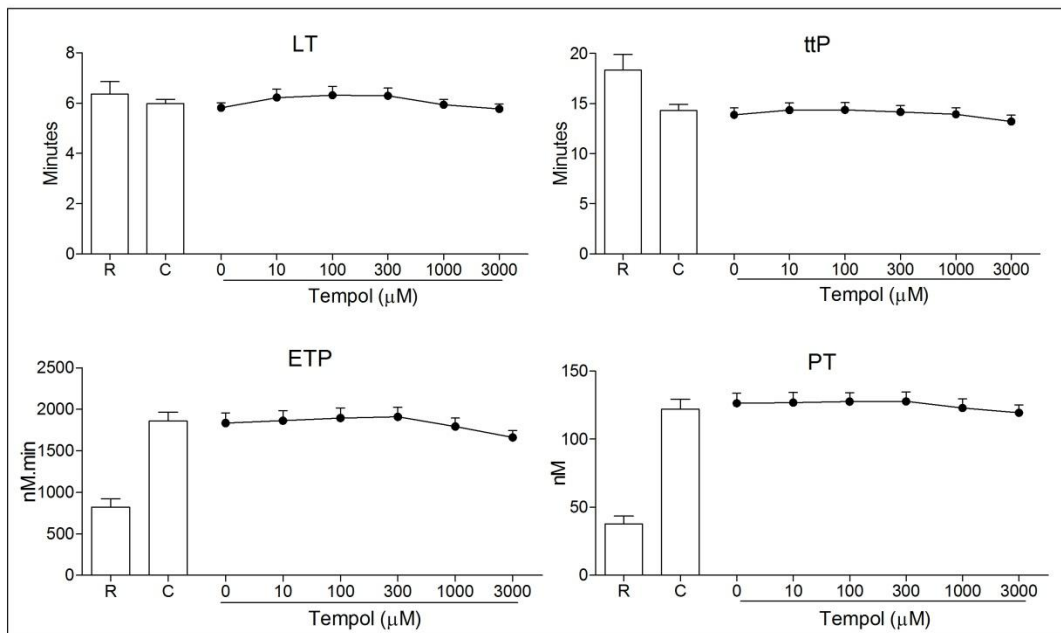 LT
8
6
4
2
0
Minutes
R C 0 10 100 300 1000 3000
Tempol (μM)
ttP
20
15
10
5
0
Minutes
R C 0 10 100 300 1000 3000
Tempol (μM)
ETP
2500
2000
1500
1000
500
0
nM.min
R C 0 10 100 300 1000 3000
Tempol (μM)
PT
150
100
50
0
nM
R C 0 10 100 300 1000 3000
Tempol (μM)